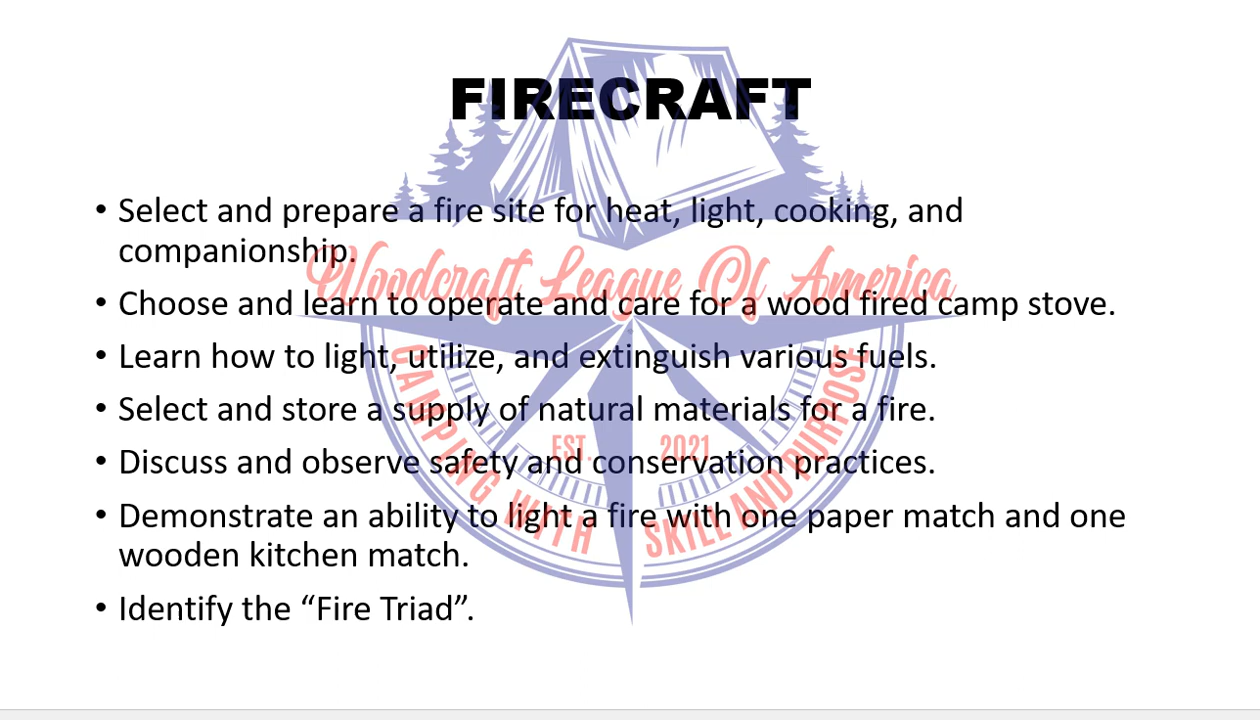 FIRECRAFT
• Select and prepare a fire site for heat, light, cooking, and
companionship.
Woodcraft League Of America
• Choose and learn to operate and care for a wood fired camp stove.
• Learn how to light, utilize, and extinguish various fuels.
• Select and store a supply of natural materials for a fire.
EST. 2021
• Discuss and observe safety and conservation practices.
CAMPING WITH SKILL AND PURPOSE
• Demonstrate an ability to light a fire with one paper match and one
wooden kitchen match.
• Identify the “Fire Triad”.